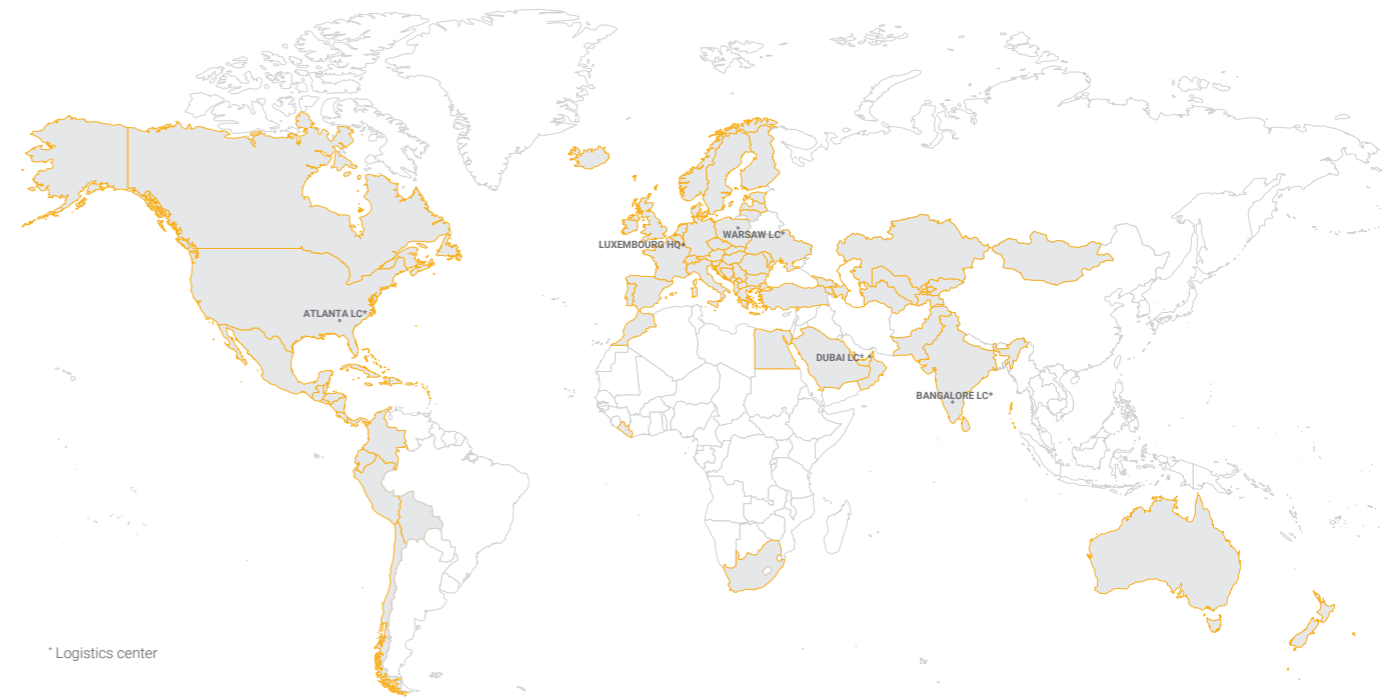 WARSAW LC*
LUXEMBOURG HQ*
ATLANTA LC*
DUBAI LC*
BANGALORE LC*
* Logistics center